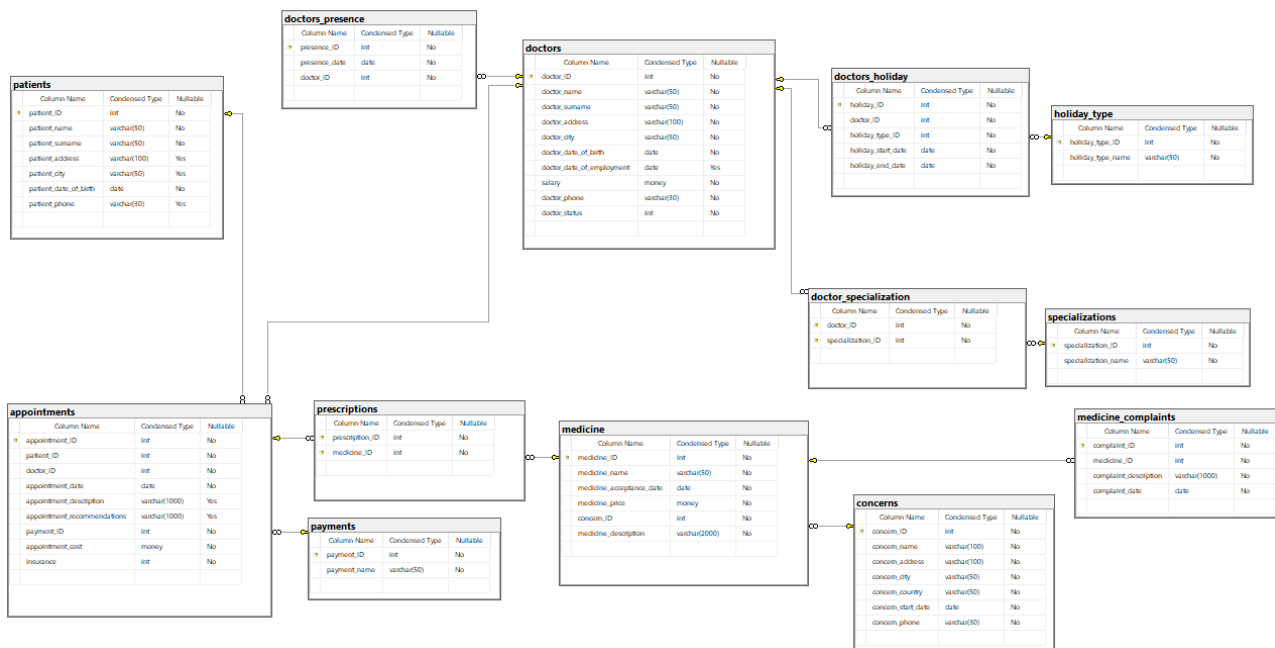 doctors_presence
Column Name Condensed Type Nullable
presence_ID int No
presence_date date No
doctor_ID int No
doctors
Column Name Condensed Type Nullable
doctor_ID int No
doctor_name varchar(50) No
doctor_surname varchar(50) No
doctor_address varchar(100) No
doctor_city varchar(50) No
doctor_date_of_birth date No
doctor_date_of_employment date Yes
salary money No
doctor_phone varchar(30) No
doctor_status int No
patients
Column Name Condensed Type Nullable
patient_ID int No
patient_name varchar(50) No
patient_surname varchar(50) No
patient_address varchar(100) Yes
patient_city varchar(50) Yes
patient_date_of_birth date No
patient_phone varchar(30) Yes
doctors_holiday
Column Name Condensed Type Nullable
holiday_ID int No
doctor_ID int No
holiday_type_ID int No
holiday_start_date date No
holiday_end_date date No
holiday_type
Column Name Condensed Type Nullable
holiday_type_ID int No
holiday_type_name varchar(50) No
doctor_specialization
Column Name Condensed Type Nullable
doctor_ID int No
specialization_ID int No
specializations
Column Name Condensed Type Nullable
specialization_ID int No
specialization_name varchar(50) No
appointments
Column Name Condensed Type Nullable
appointment_ID int No
patient_ID int No
doctor_ID int No
appointment_date date No
appointment_description varchar(1000) Yes
appointment_recommendations varchar(1000) Yes
payment_ID int No
appointment_cost money No
insurance int No
prescriptions
Column Name Condensed Type Nullable
prescription_ID int No
medicine_ID int No
payments
Column Name Condensed Type Nullable
payment_ID int No
payment_name varchar(50) No
medicine
Column Name Condensed Type Nullable
medicine_ID int No
medicine_name varchar(50) No
medicine_acceptance_date date No
medicine_price money No
concern_ID int No
medicine_description varchar(2000) No
medicine_complaints
Column Name Condensed Type Nullable
complaint_ID int No
medicine_ID int No
complaint_description varchar(1000) No
complaint_date date No
concerns
Column Name Condensed Type Nullable
concern_ID int No
concern_name varchar(100) No
concern_address varchar(100) No
concern_city varchar(50) No
concern_country varchar(50) No
concern_start_date date No
concern_phone varchar(30) No